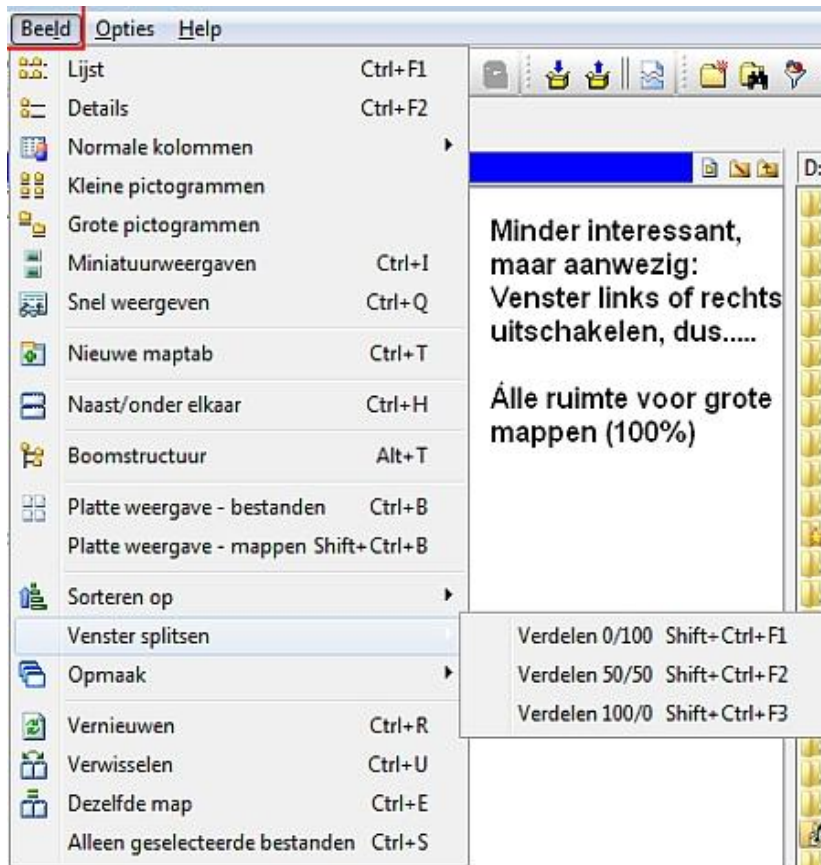 Beeld Opties Help
Lijst Ctrl+F1
Details Ctrl+F2
Normale kolommen
Kleine pictogrammen
Grote pictogrammen
Miniatuurweergaven Ctrl+I
Snel weergeven Ctrl+Q
Nieuwe maptab Ctrl+T
Naast/onder elkaar Ctrl+H
Boomstructuur Alt+T
Platte weergave - bestanden Ctrl+B
Platte weergave - mappen Shift+Ctrl+B
Sorteren op
Venster splitsen
Opmaak
Vernieuwen Ctrl+R
Verwisselen Ctrl+U
Dezelfde map Ctrl+E
Alleen geselecteerde bestanden Ctrl+S
D:
Minder interessant,
maar aanwezig:
Venster links of rechts
uitschakelen, dus.....
Álle ruimte voor grote
mappen (100%)
Verdelen 0/100 Shift+Ctrl+F1
Verdelen 50/50 Shift+Ctrl+F2
Verdelen 100/0 Shift+Ctrl+F3